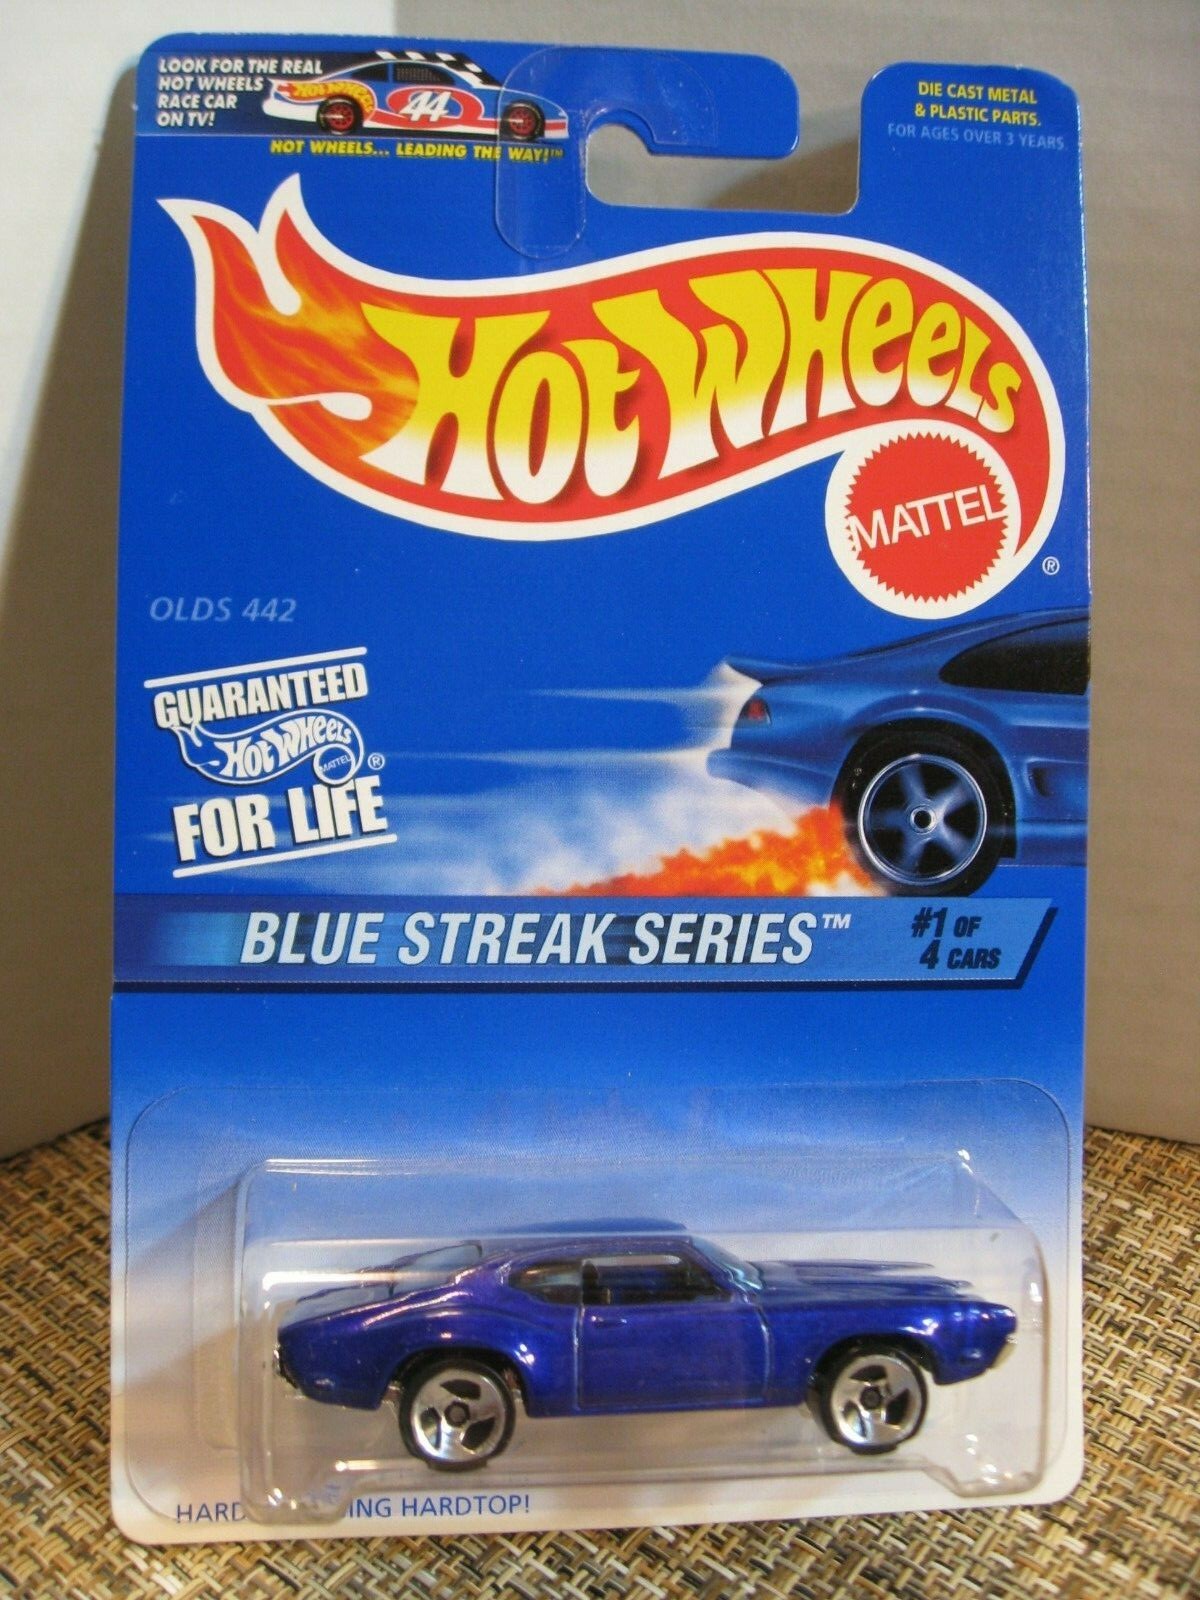 LOOK FOR THE REAL
HOT WHEELS
RACE CAR
ON TV!
HOT WHEELS
44
HOT WHEELS... LEADING THE WAY!™
DIE CAST METAL
& PLASTIC PARTS.
FOR AGES OVER 3 YEARS.
HOT WHEELS
MATTEL
®
OLDS 442
GUARANTEED
HOT WHEELS
MATTEL ®
FOR LIFE
BLUE STREAK SERIES™
#1 OF
4 CARS
HARDTOP!